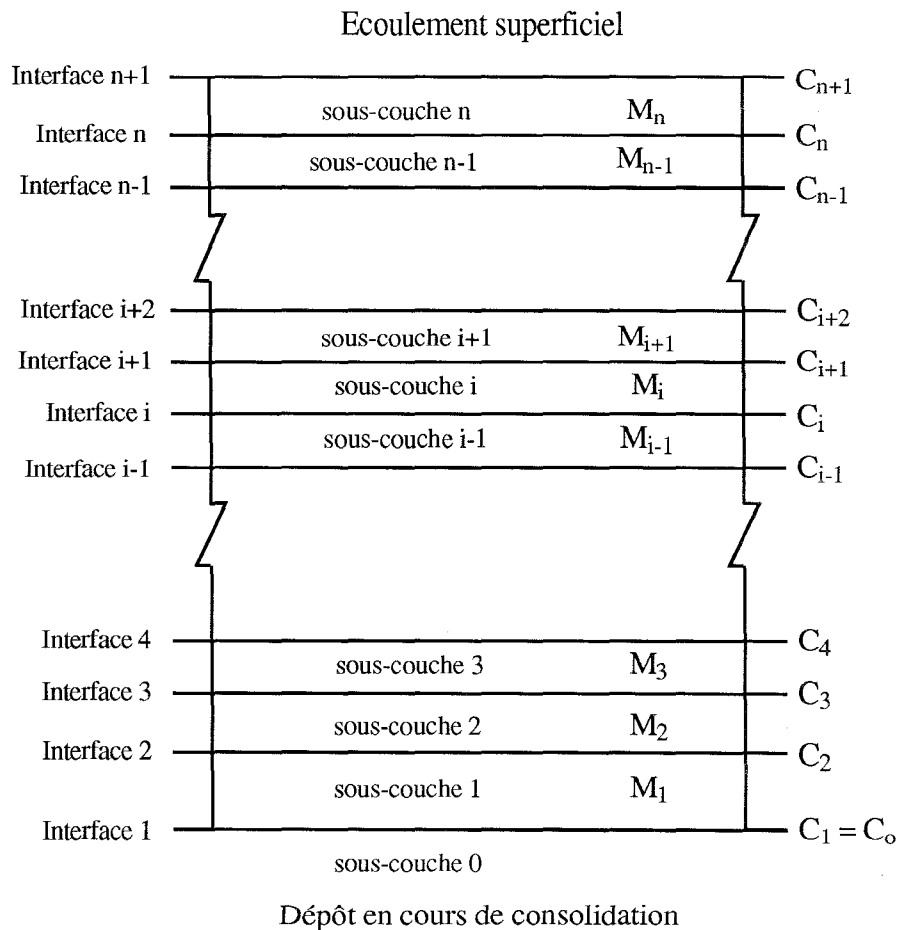 Ecoulement superficiel
Interface n+1 C_{n+1}
sous-couche n M_n
Interface n C_n
sous-couche n-1 M_{n-1}
Interface n-1 C_{n-1}
Interface i+2 C_{i+2}
sous-couche i+1 M_{i+1}
Interface i+1 C_{i+1}
sous-couche i M_i
Interface i C_i
sous-couche i-1 M_{i-1}
Interface i-1 C_{i-1}
Interface 4 C_4
sous-couche 3 M_3
Interface 3 C_3
sous-couche 2 M_2
Interface 2 C_2
sous-couche 1 M_1
Interface 1 C_1 = C_o
sous-couche 0
Dépôt en cours de consolidation